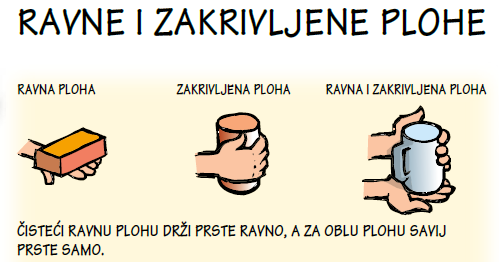 RAVNE I ZAKRIVLJENE PLOHE
RAVNA PLOHA
ZAKRIVLJENA PLOHA
RAVNA I ZAKRIVLJENA PLOHA
ČISTEĆI RAVNU PLOHU DRŽI PRSTE RAVNO, A ZA OBLU PLOHU SAVIJ
PRSTE SAMO.